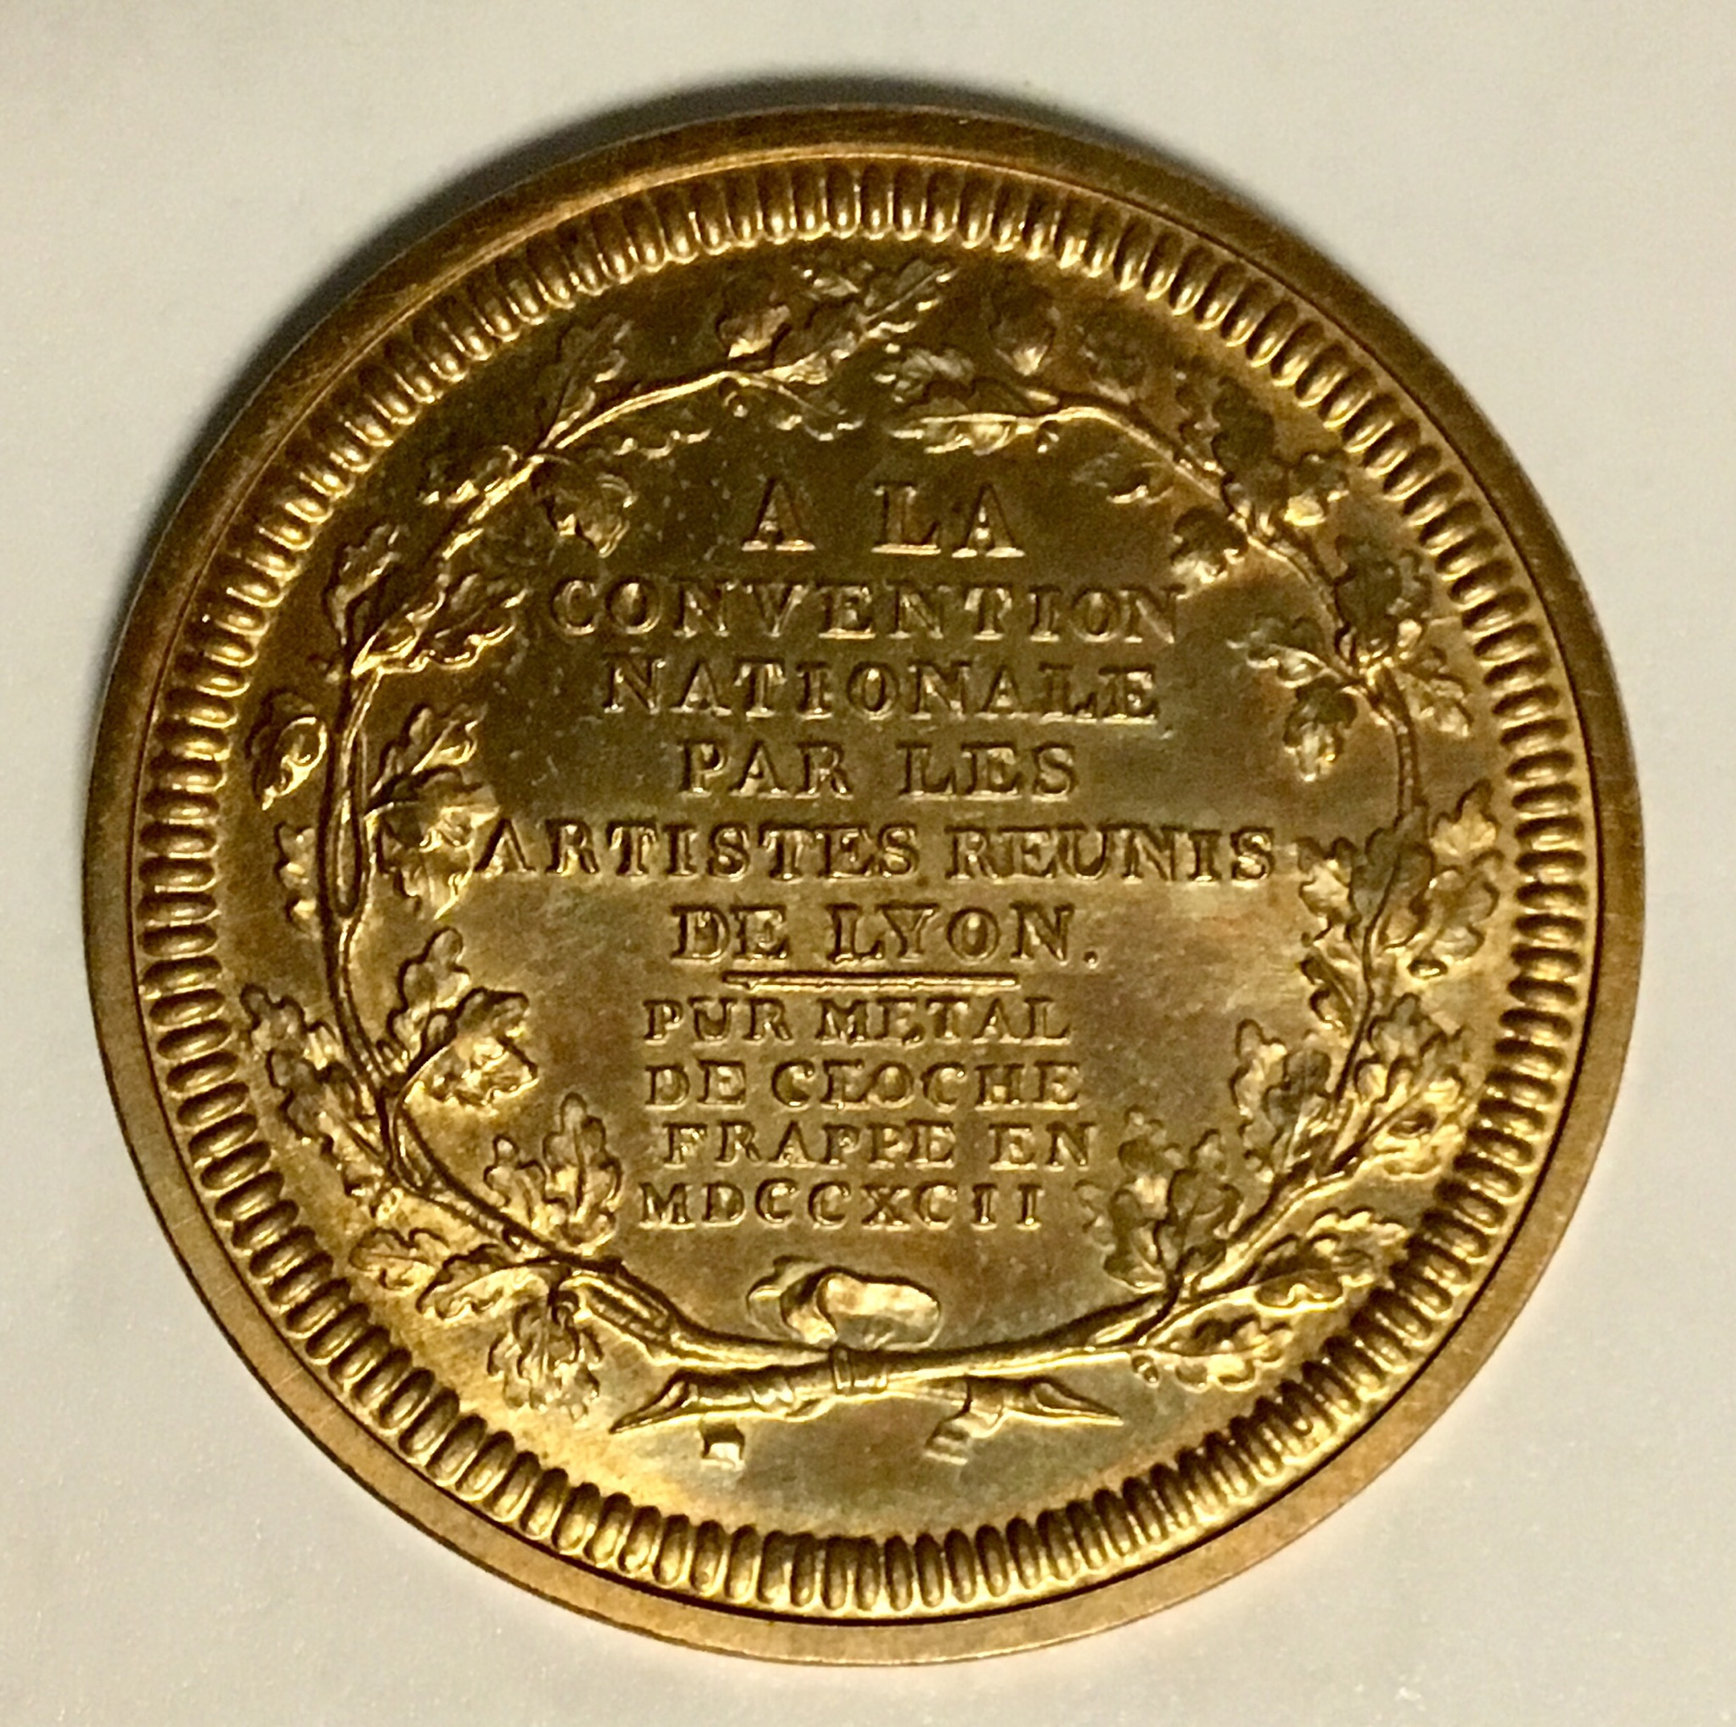 A LA
CONVENTION
NATIONALE
PAR LES
ARTISTES REUNIS
DE LYON.
PUR METAL
DE CLOCHE
FRAPPE EN
MDCCXCII